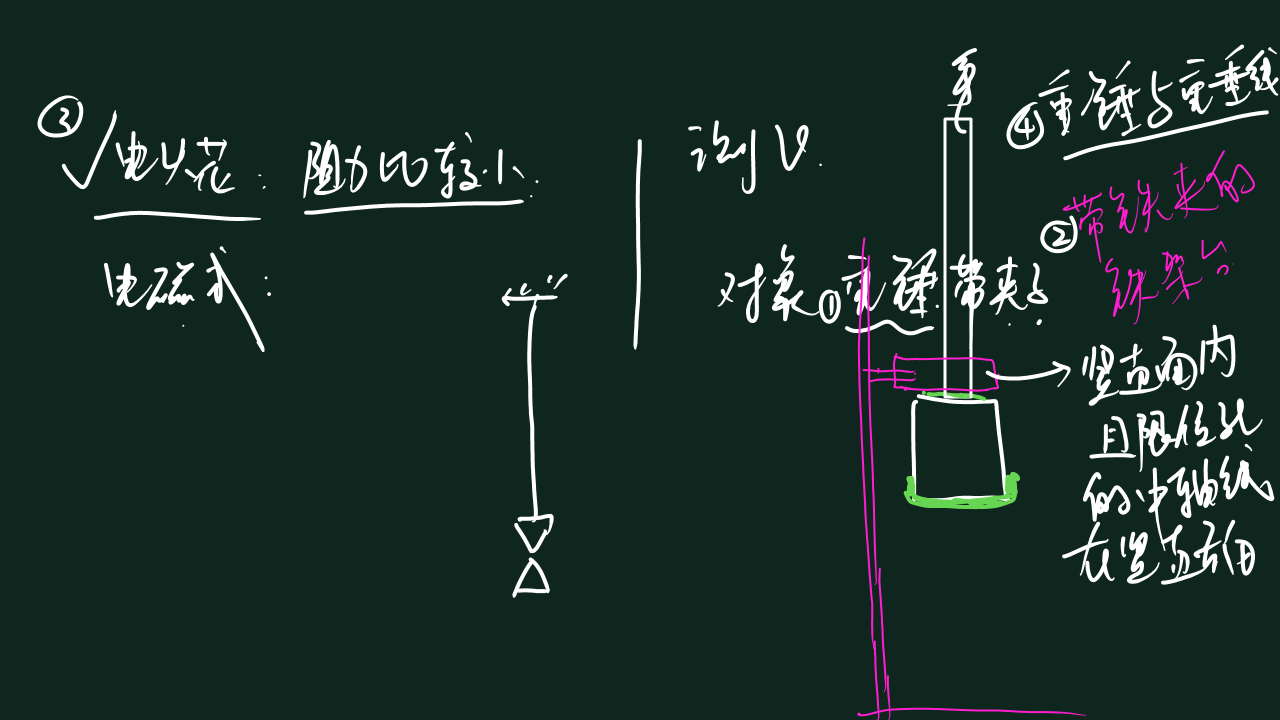 ③ ✓电火花: 阻力比较小.
电磁式:
测v.
对象①重锤带夹子.
④重锤与重垂线
②带铁夹的
铁架台
竖直面内
且限位孔
的中轴线
在竖直方向